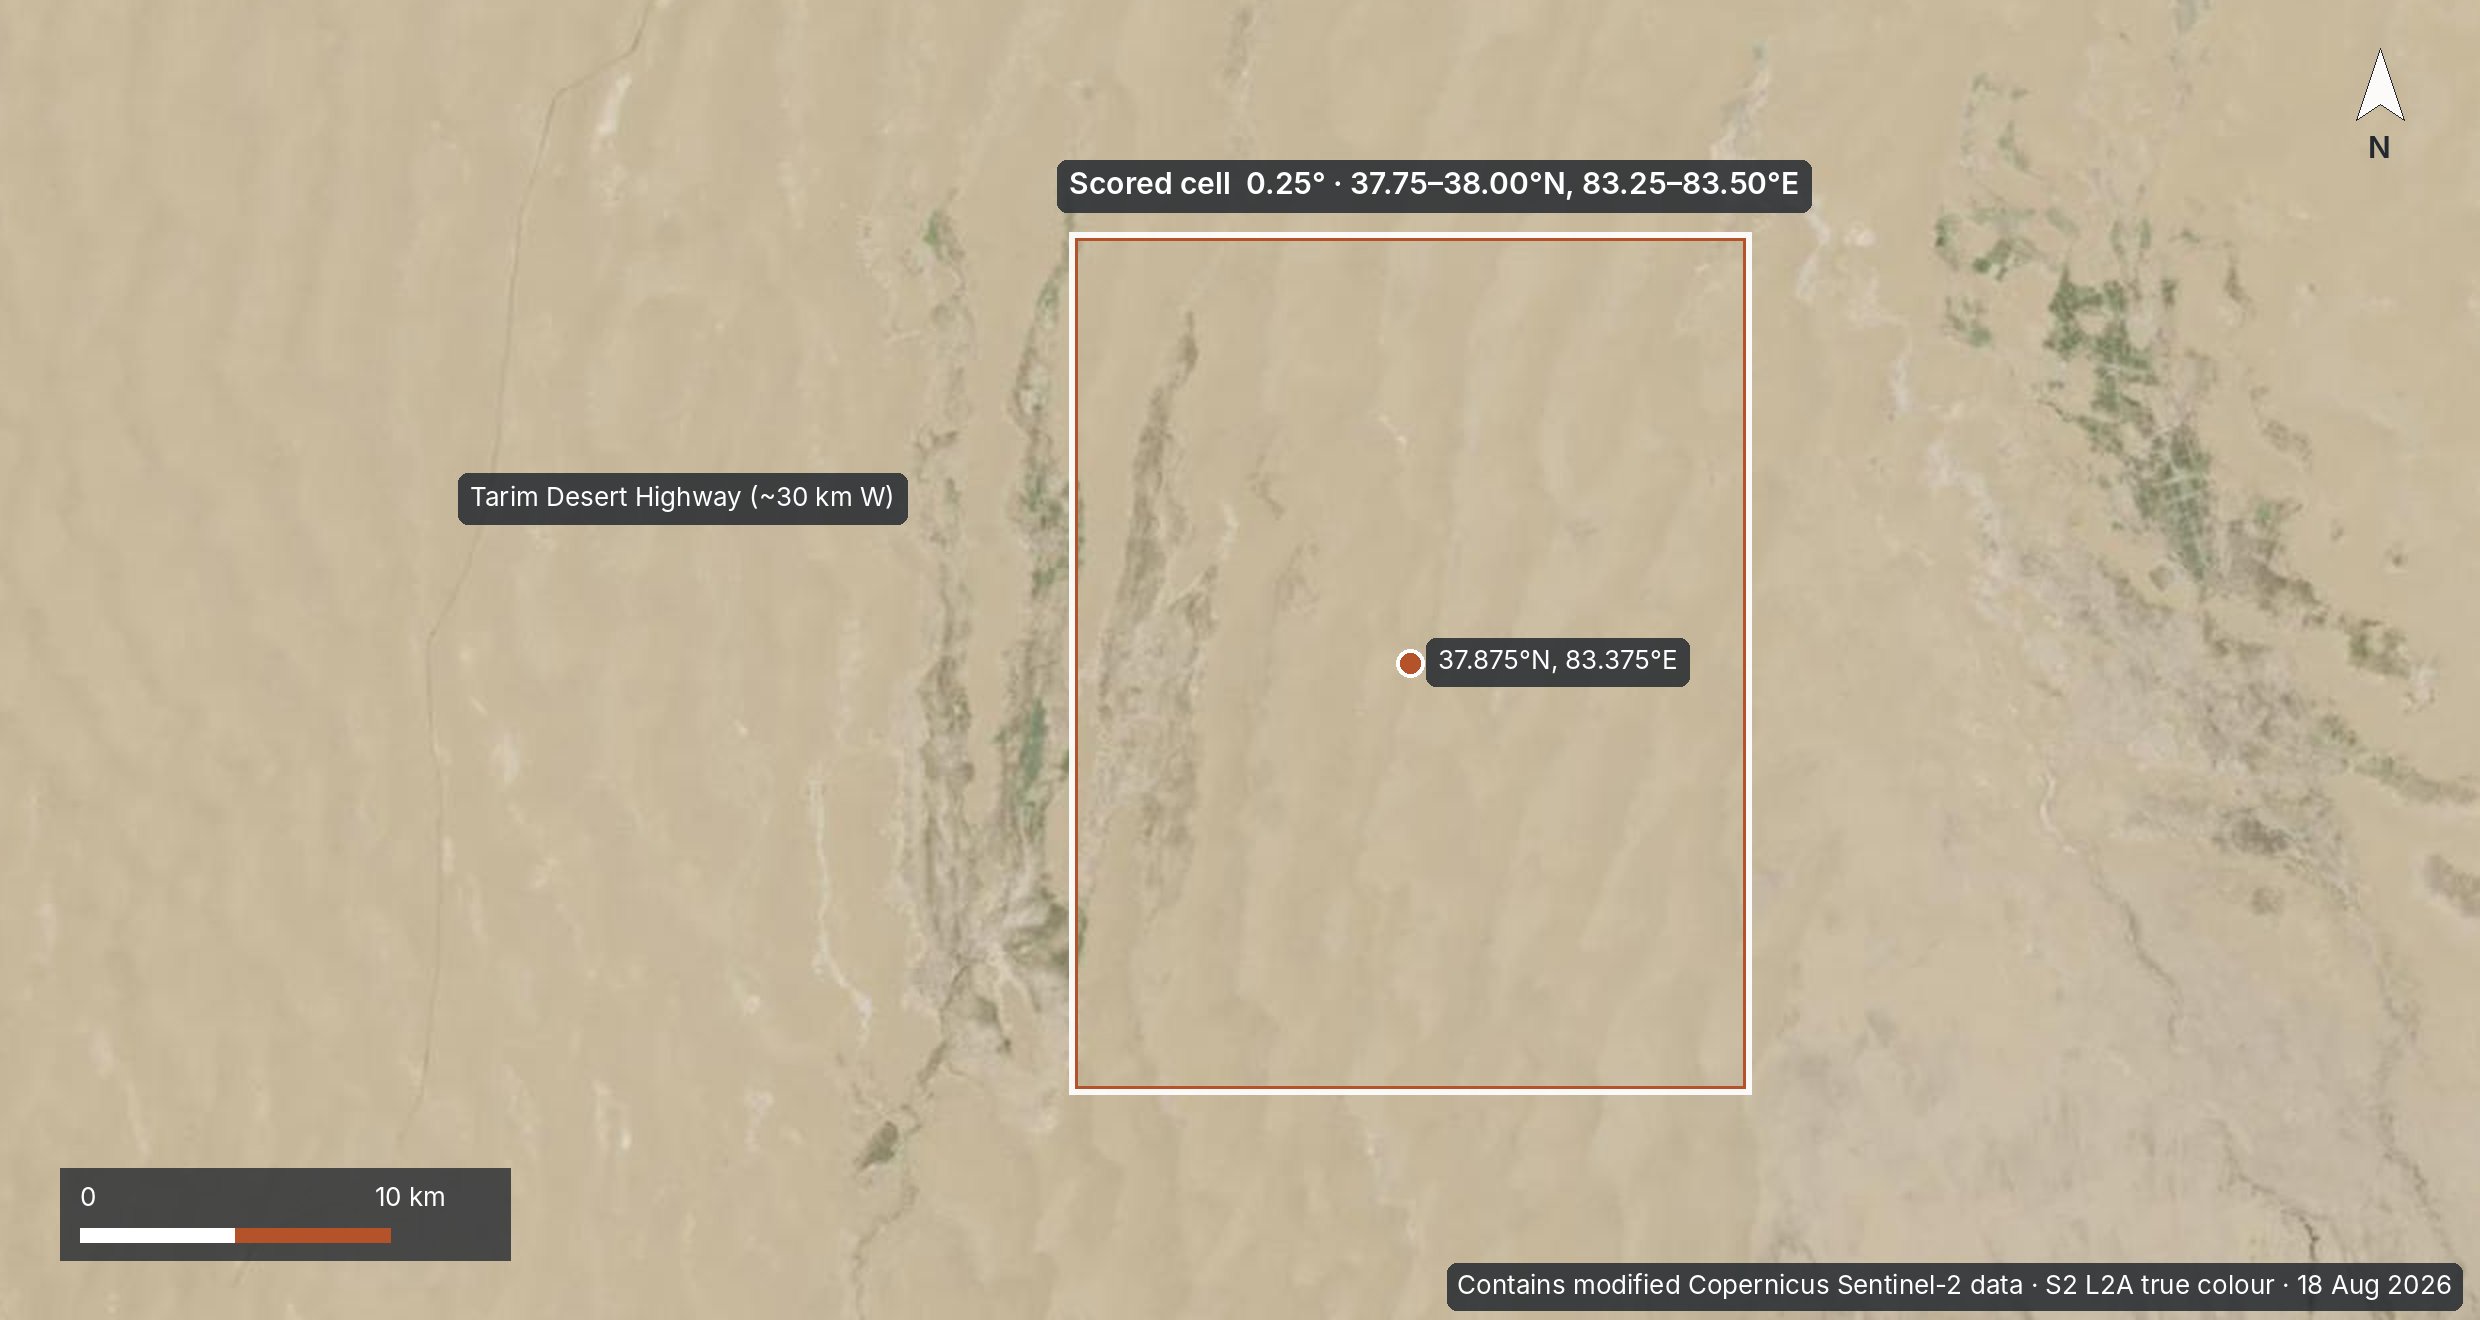 N
Scored cell 0.25° · 37.75–38.00°N, 83.25–83.50°E
Tarim Desert Highway (~30 km W)
37.875°N, 83.375°E
0 10 km
Contains modified Copernicus Sentinel-2 data · S2 L2A true colour · 18 Aug 2026